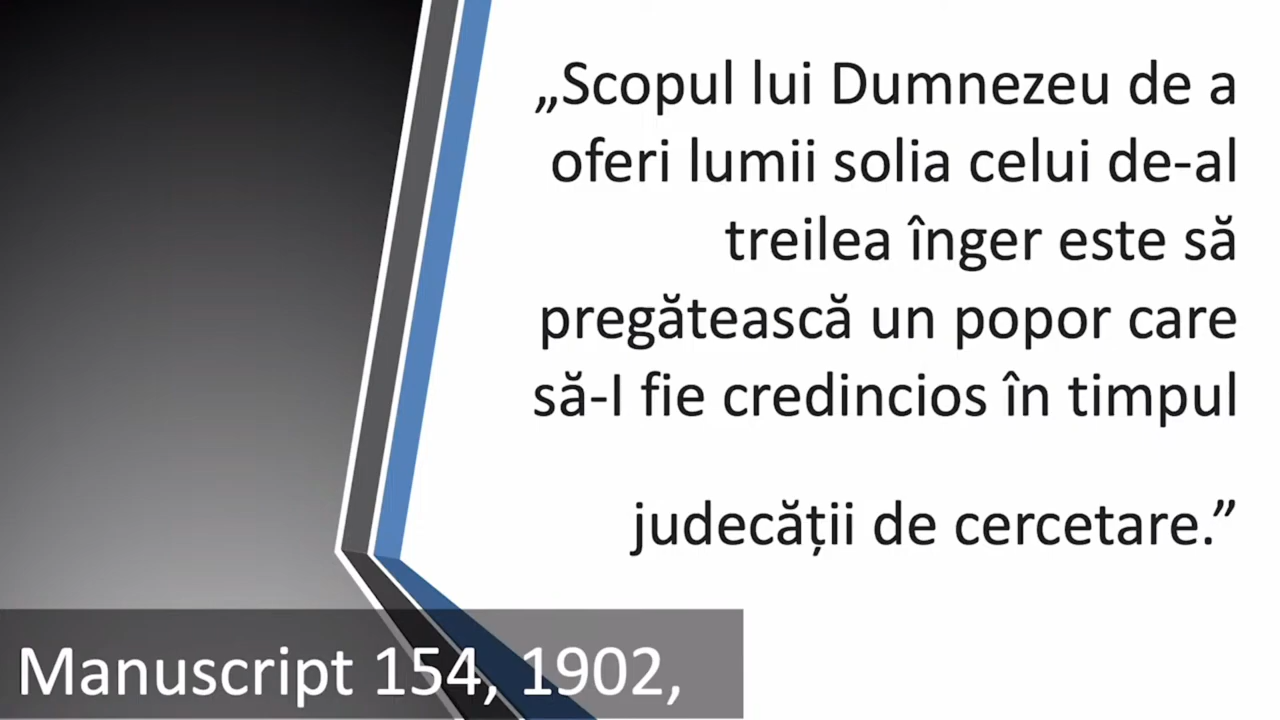 „Scopul lui Dumnezeu de a
oferi lumii solia celui de-al
treilea înger este să
pregătească un popor care
să-I fie credincios în timpul
judecății de cercetare.”
Manuscript 154, 1902,